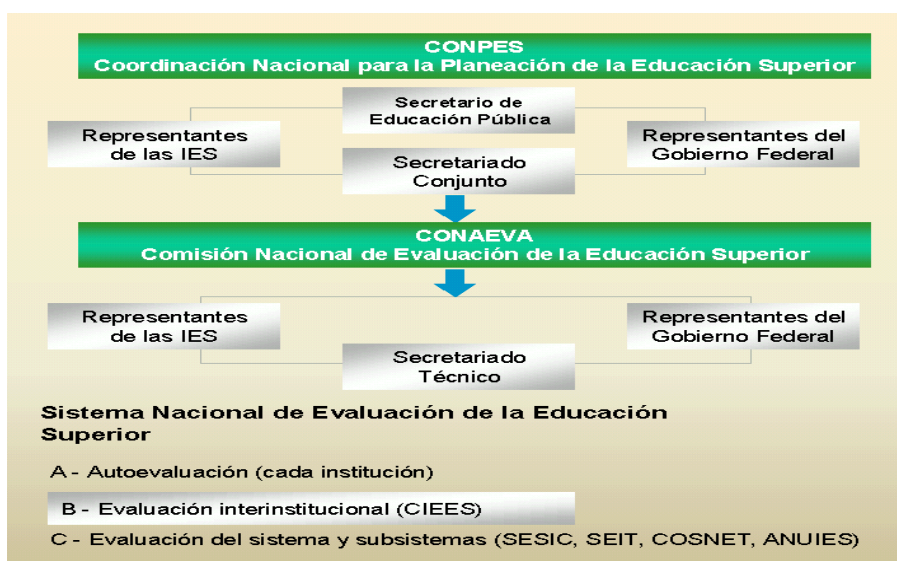 CONPES
Coordinación Nacional para la Planeación de la Educación Superior
Secretario de
Educación Pública
Representantes
de las IES
Representantes del
Gobierno Federal
Secretariado
Conjunto
CONAEVA
Comisión Nacional de Evaluación de la Educación Superior
Representantes
de las IES
Representantes del
Gobierno Federal
Secretariado
Técnico
Sistema Nacional de Evaluación de la Educación
Superior
A - Autoevaluación (cada institución)
B - Evaluación interinstitucional (CIEES)
C - Evaluación del sistema y subsistemas (SESIC, SEIT, COSNET, ANUIES)